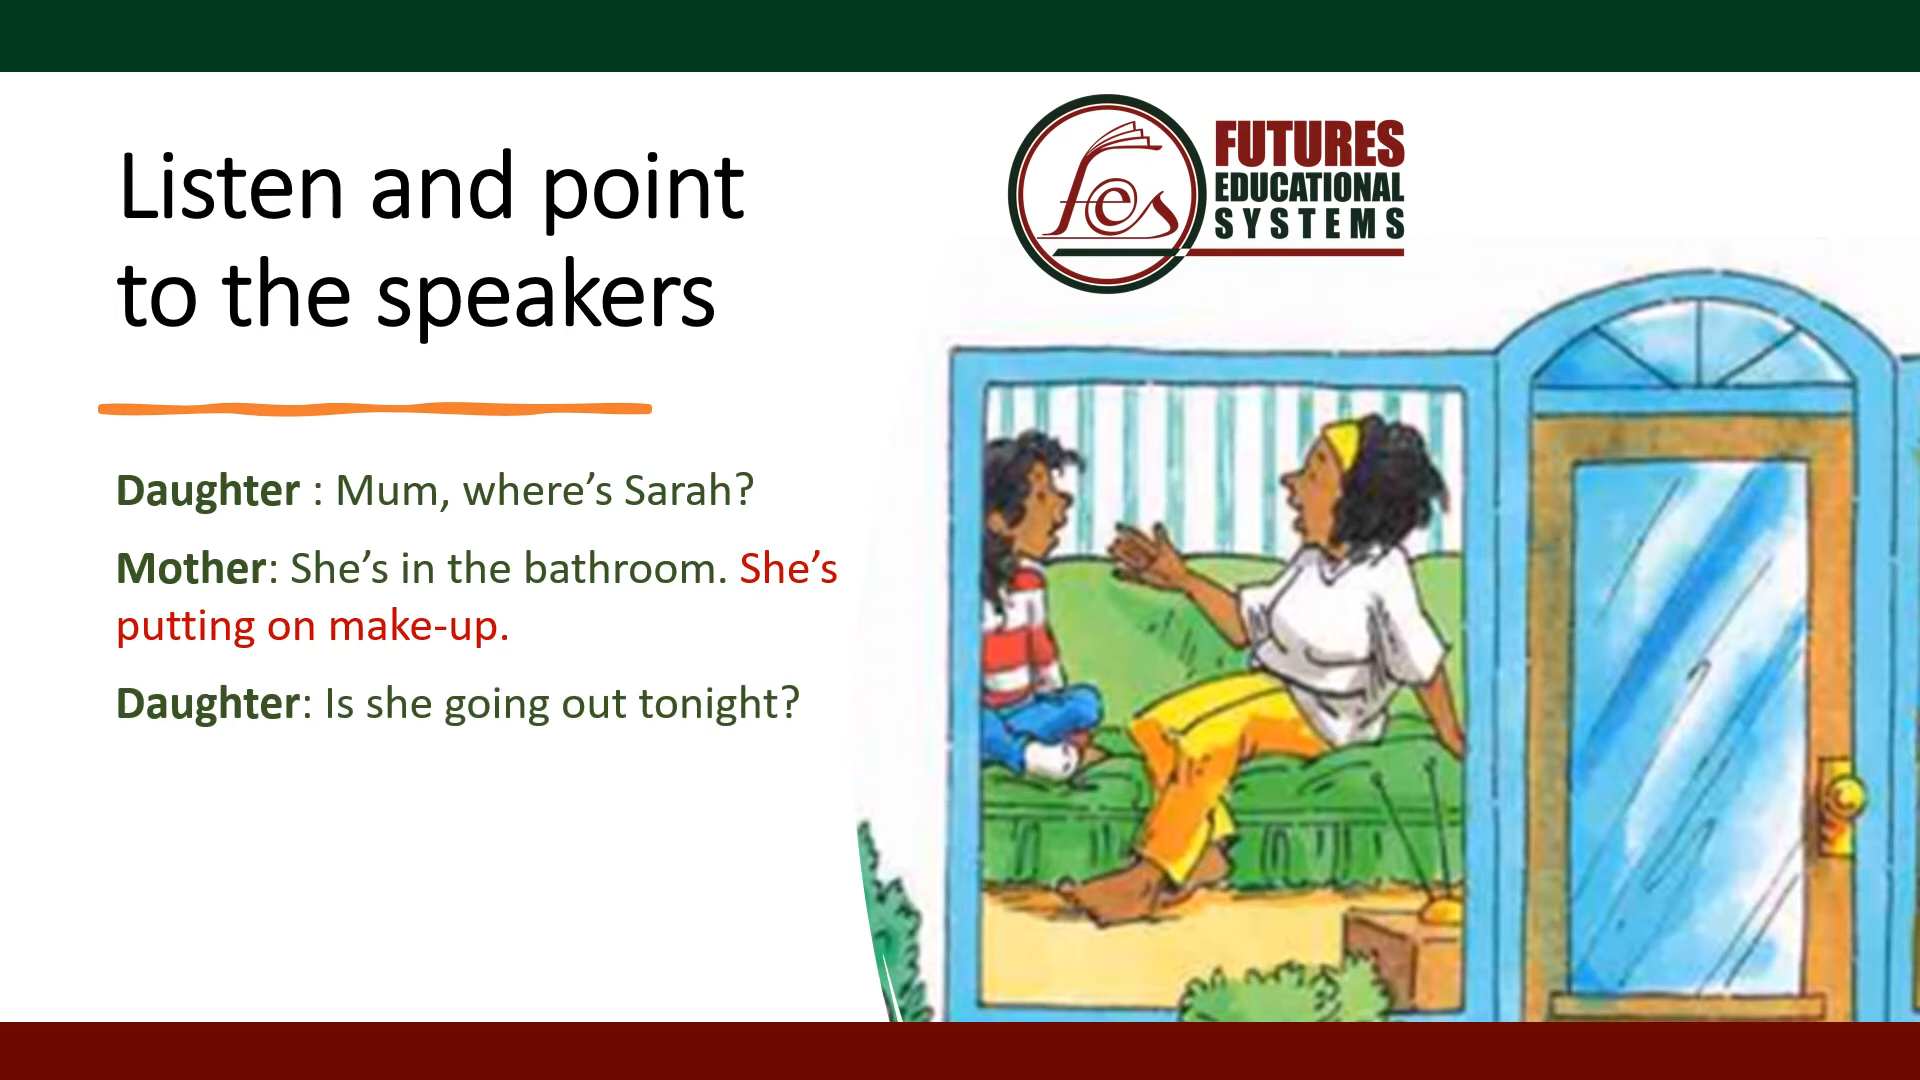 Listen and point
to the speakers
fes
FUTURES
EDUCATIONAL
SYSTEMS
Daughter : Mum, where’s Sarah?
Mother: She’s in the bathroom. She’s
putting on make-up.
Daughter: Is she going out tonight?